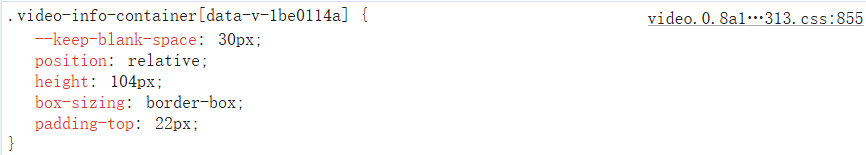 .video-info-container[data-v-1be0114a] { video.0.8a1…313.css:855
--keep-blank-space: 30px;
position: relative;
height: 104px;
box-sizing: border-box;
padding-top: 22px;
}